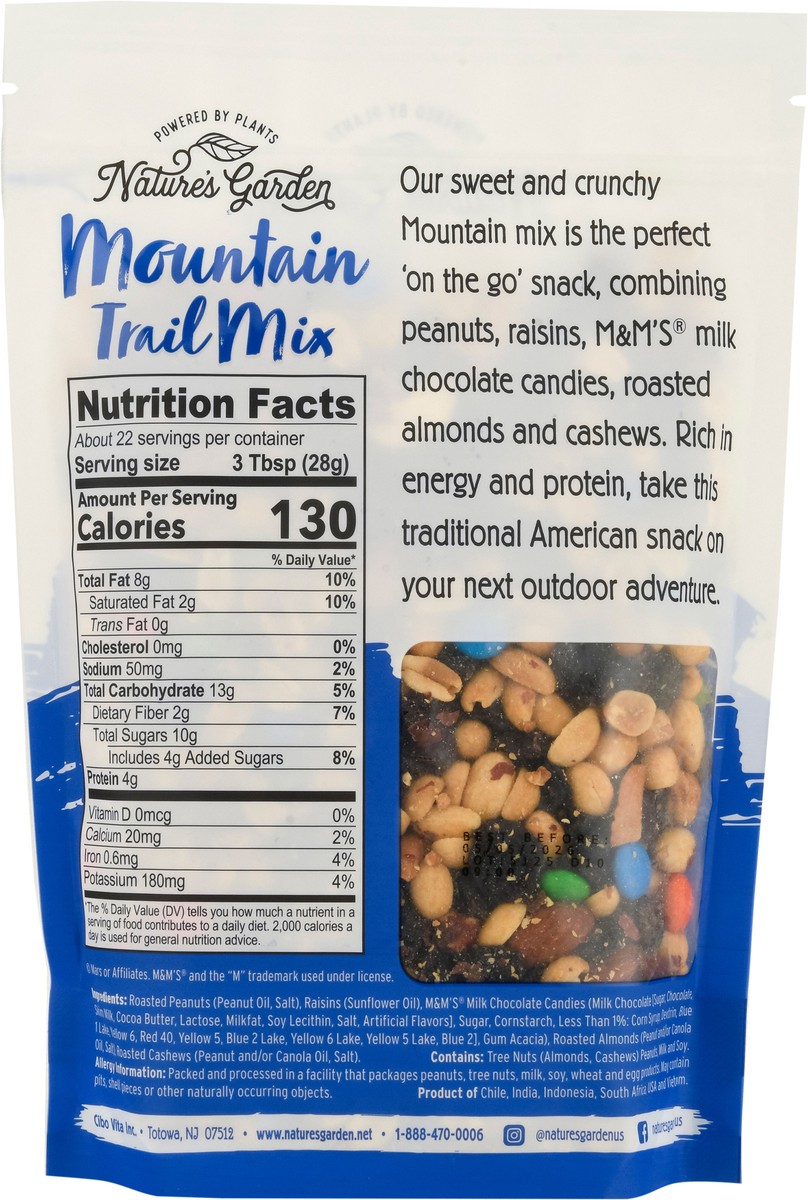 POWERED BY PLANTS
Nature's Garden
Mountain
Trail Mix
Our sweet and crunchy
Mountain mix is the perfect
‘on the go’ snack, combining
peanuts, raisins, M&M'S® milk
chocolate candies, roasted
almonds and cashews. Rich in
energy and protein, take this
traditional American snack on
your next outdoor adventure.
Nutrition Facts
About 22 servings per container
Serving size 3 Tbsp (28g)
Amount Per Serving
Calories 130
% Daily Value*
Total Fat 8g 10%
Saturated Fat 2g 10%
Trans Fat 0g
Cholesterol 0mg 0%
Sodium 50mg 2%
Total Carbohydrate 13g 5%
Dietary Fiber 2g 7%
Total Sugars 10g
Includes 4g Added Sugars 8%
Protein 4g
Vitamin D 0mcg 0%
Calcium 20mg 2%
Iron 0.6mg 4%
Potassium 180mg 4%
*The % Daily Value (DV) tells you how much a nutrient in a
serving of food contributes to a daily diet. 2,000 calories a
day is used for general nutrition advice.
BEST BEFORE:
© Mars or Affiliates. M&M'S® and the “M” trademark used under license.
Ingredients: Roasted Peanuts (Peanut Oil, Salt), Raisins (Sunflower Oil), M&M'S® Milk Chocolate Candies (Milk Chocolate [Sugar, Chocolate,
Skim Milk, Cocoa Butter, Lactose, Milkfat, Soy Lecithin, Salt, Artificial Flavors], Sugar, Cornstarch, Less Than 1%: Corn Syrup, Dextrin, Blue
1 Lake, Yellow 6, Red 40, Yellow 5, Blue 2 Lake, Yellow 6 Lake, Yellow 5 Lake, Blue 2], Gum Acacia), Roasted Almonds (Peanut and/or Canola
Oil, Salt), Roasted Cashews (Peanut and/or Canola Oil, Salt). Contains: Tree Nuts (Almonds, Cashews) Peanuts, Milk and Soy.
Allergy Information: Packed and processed in a facility that packages peanuts, tree nuts, milk, soy, wheat and egg products. May contain
pits, shell pieces or other naturally occurring objects. Product of Chile, India, Indonesia, South Africa, USA and Vietnam.
Cibo Vita Inc. • Totowa, NJ 07512 • www.naturesgarden.net • 1-888-470-0006 @naturesgardenus